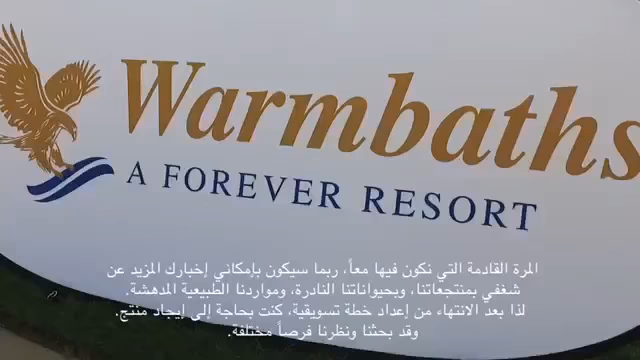 Warmbaths
A FOREVER RESORT
المرة القادمة التي نكون فيها معاً، ربما سيكون بإمكاني إخبارك المزيد عن
شغفي بمنتجعاتنا، وبحيواناتنا النادرة، ومواردنا الطبيعية المدهشة.
لذا بعد الانتهاء من إعداد خطة تسويقية، كنت بحاجة إلى إيجاد منتج.
وقد بحثنا ونظرنا فرصاً مختلفة.